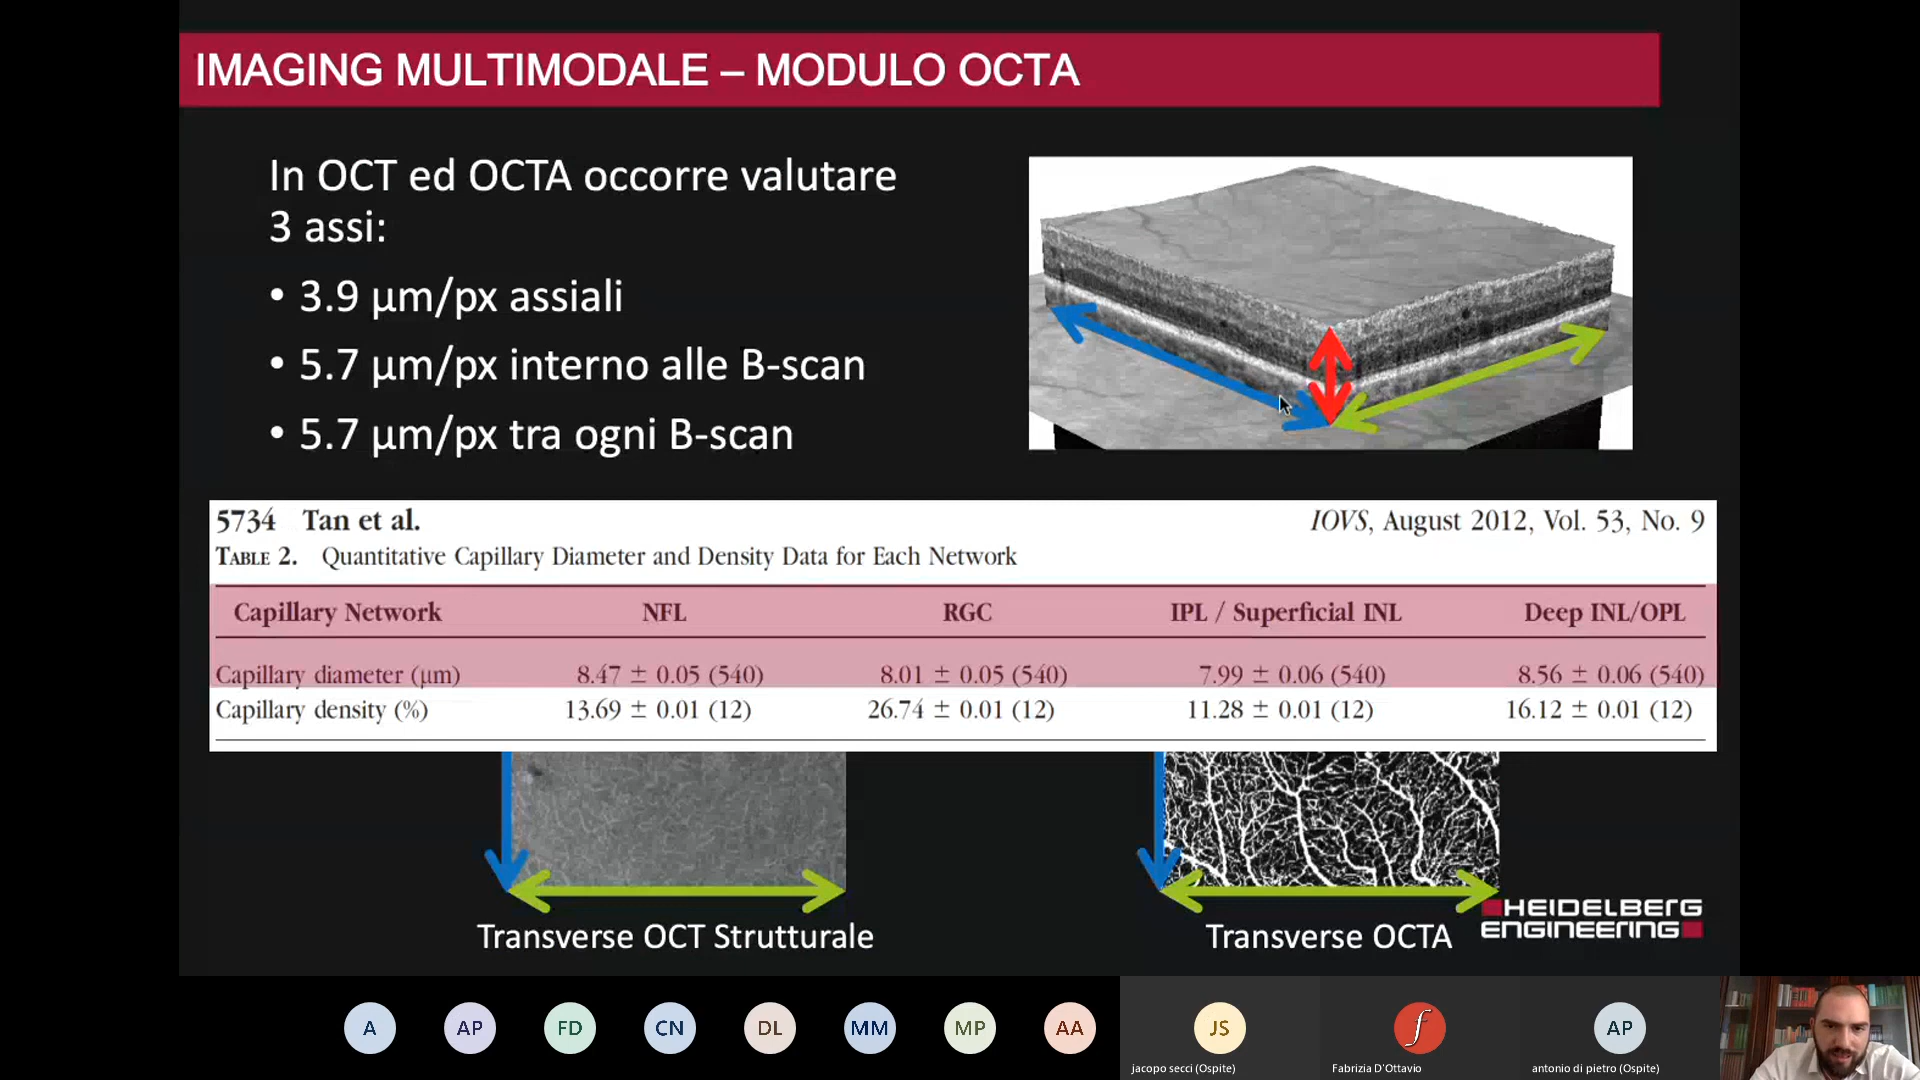 IMAGING MULTIMODALE – MODULO OCTA
In OCT ed OCTA occorre valutare
3 assi:
• 3.9 µm/px assiali
• 5.7 µm/px interno alle B-scan
• 5.7 µm/px tra ogni B-scan
5734 Tan et al. IOVS, August 2012, Vol. 53, No. 9
TABLE 2. Quantitative Capillary Diameter and Density Data for Each Network
Capillary Network NFL RGC IPL / Superficial INL Deep INL/OPL
Capillary diameter (µm) 8.47 ± 0.05 (540) 8.01 ± 0.05 (540) 7.99 ± 0.06 (540) 8.56 ± 0.06 (540)
Capillary density (%) 13.69 ± 0.01 (12) 26.74 ± 0.01 (12) 11.28 ± 0.01 (12) 16.12 ± 0.01 (12)
Transverse OCT Strutturale
Transverse OCTA
HEIDELBERG
ENGINEERING
A AP FD CN DL MM MP AA JS f AP
jacopo secci (Ospite) Fabrizia D'Ottavio antonio di pietro (Ospite)